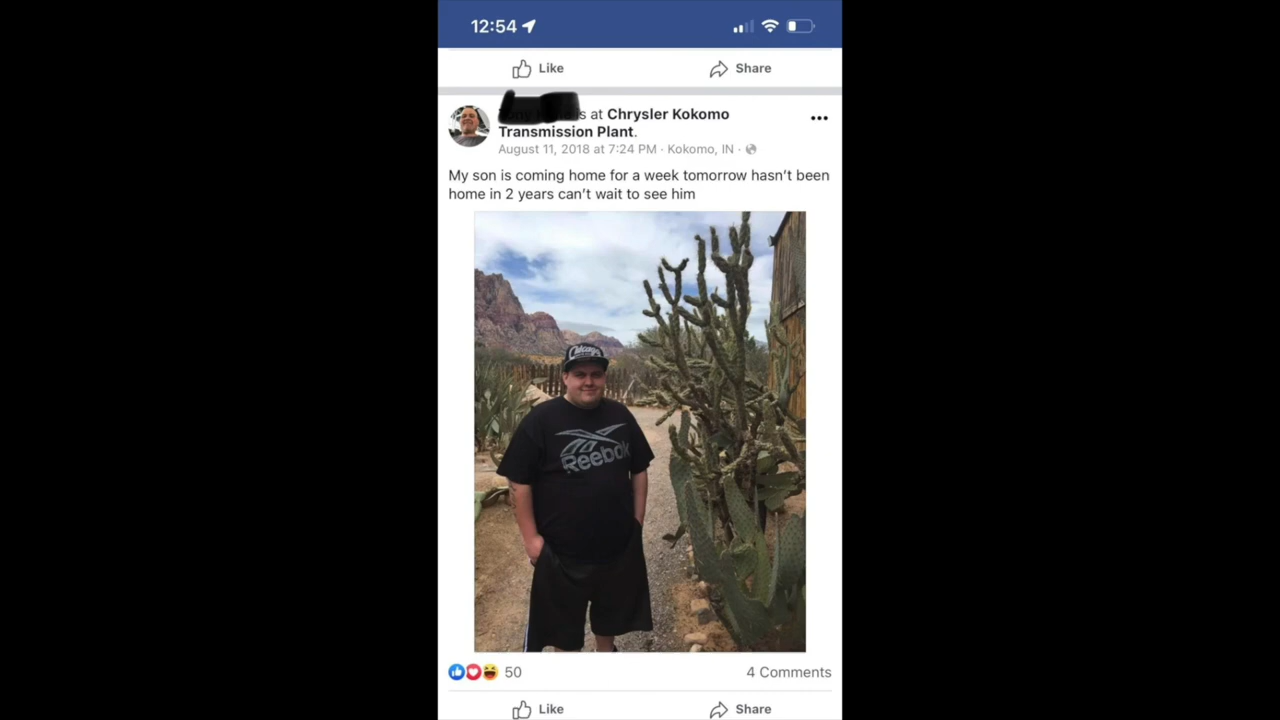 12:54
Like Share
is at Chrysler Kokomo
Transmission Plant.
August 11, 2018 at 7:24 PM · Kokomo, IN ·
My son is coming home for a week tomorrow hasn't been
home in 2 years can't wait to see him
Chicago
Reebok
50 4 Comments
Like Share